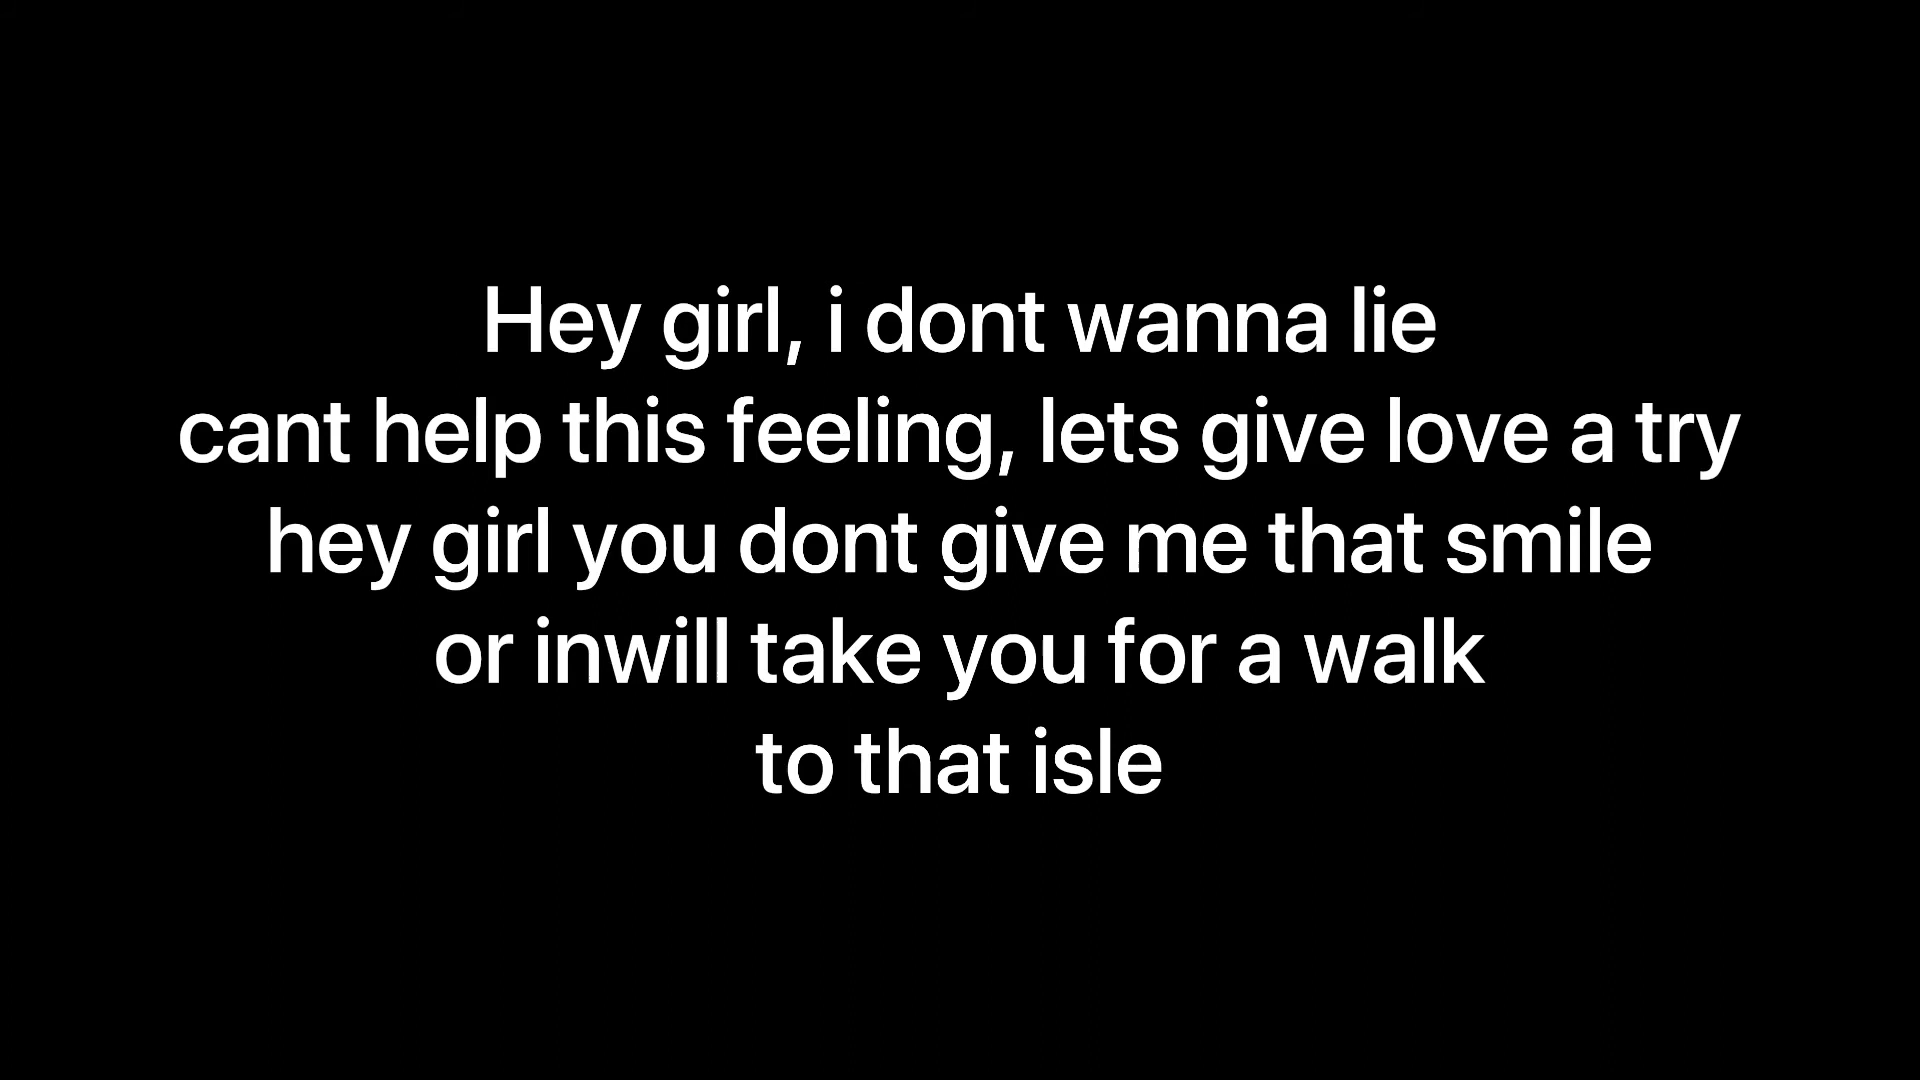 Hey girl, i dont wanna lie
cant help this feeling, lets give love a try
hey girl you dont give me that smile
or inwill take you for a walk
to that isle